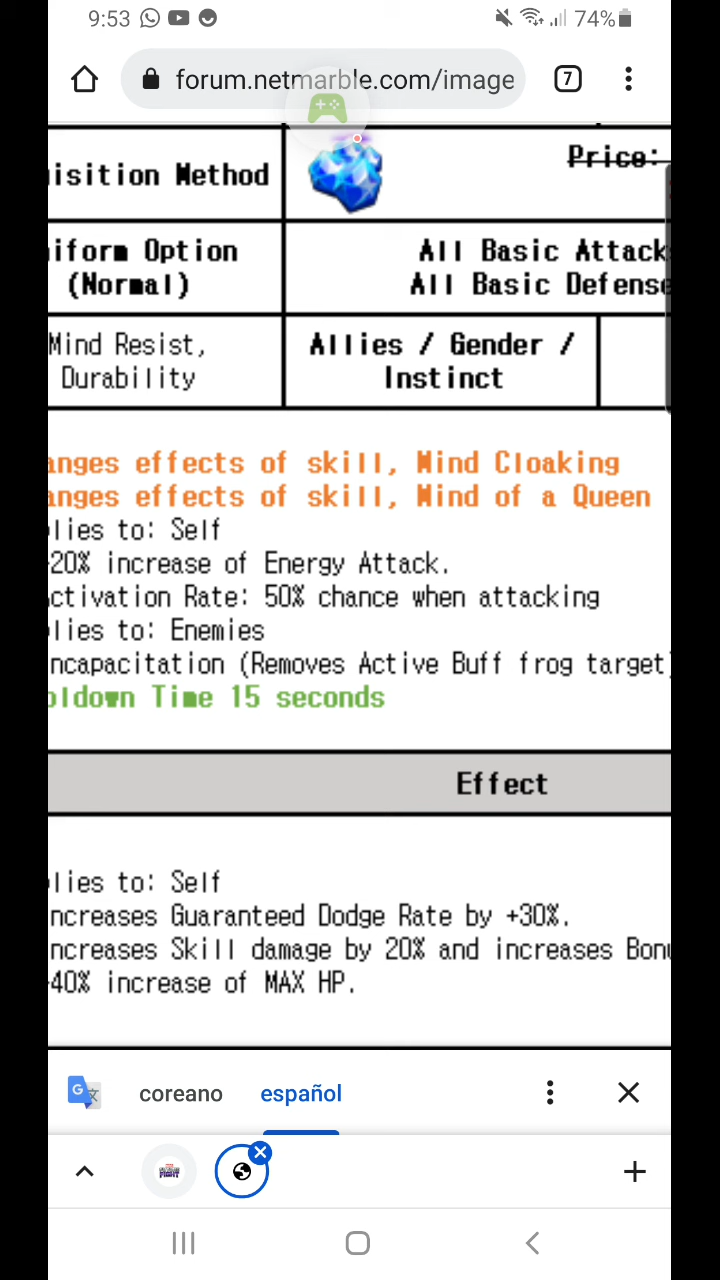 9:53
74%
forum.netmarble.com/image
7
isition Method
Price:
iform Option
(Normal)
All Basic Attack
All Basic Defense
Mind Resist,
Durability
Allies / Gender /
Instinct
anges effects of skill, Mind Cloaking
anges effects of skill, Mind of a Queen
lies to: Self
20% increase of Energy Attack.
ctivation Rate: 50% chance when attacking
lies to: Enemies
ncapacitation (Removes Active Buff frog target)
oldown Time 15 seconds
Effect
lies to: Self
ncreases Guaranteed Dodge Rate by +30%.
ncreases Skill damage by 20% and increases Bonu
40% increase of MAX HP.
coreano
español